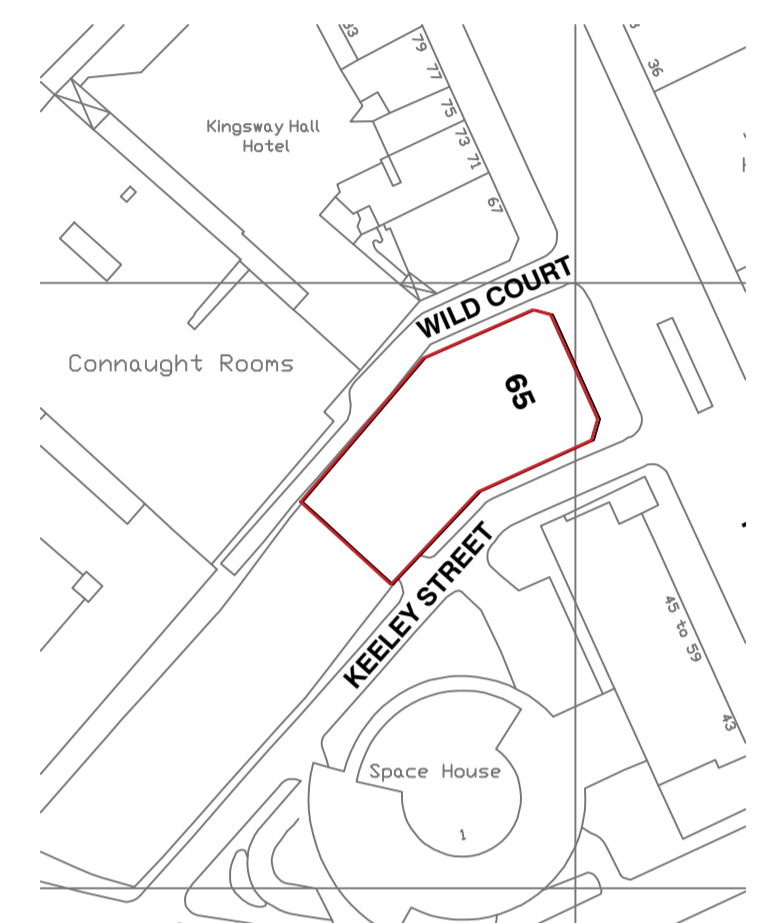 79
77
36
75
73
71
67
Kingsway Hall
Hotel
WILD COURT
Connaught Rooms
65
KEELEY STREET
45 to 59
43
Space House
1